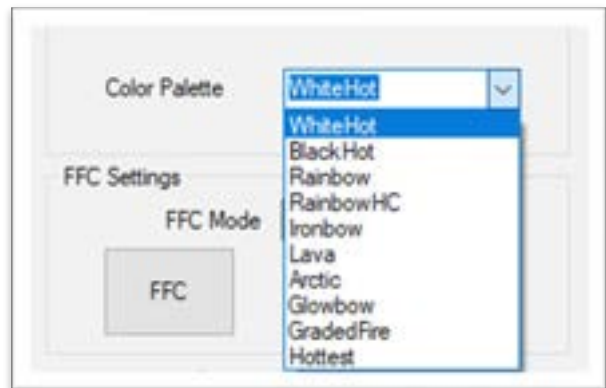 Color Palette WhiteHot
WhiteHot
BlackHot
Rainbow
RainbowHC
Ironbow
Lava
Arctic
Glowbow
GradedFire
Hottest
FFC Settings
FFC Mode
FFC